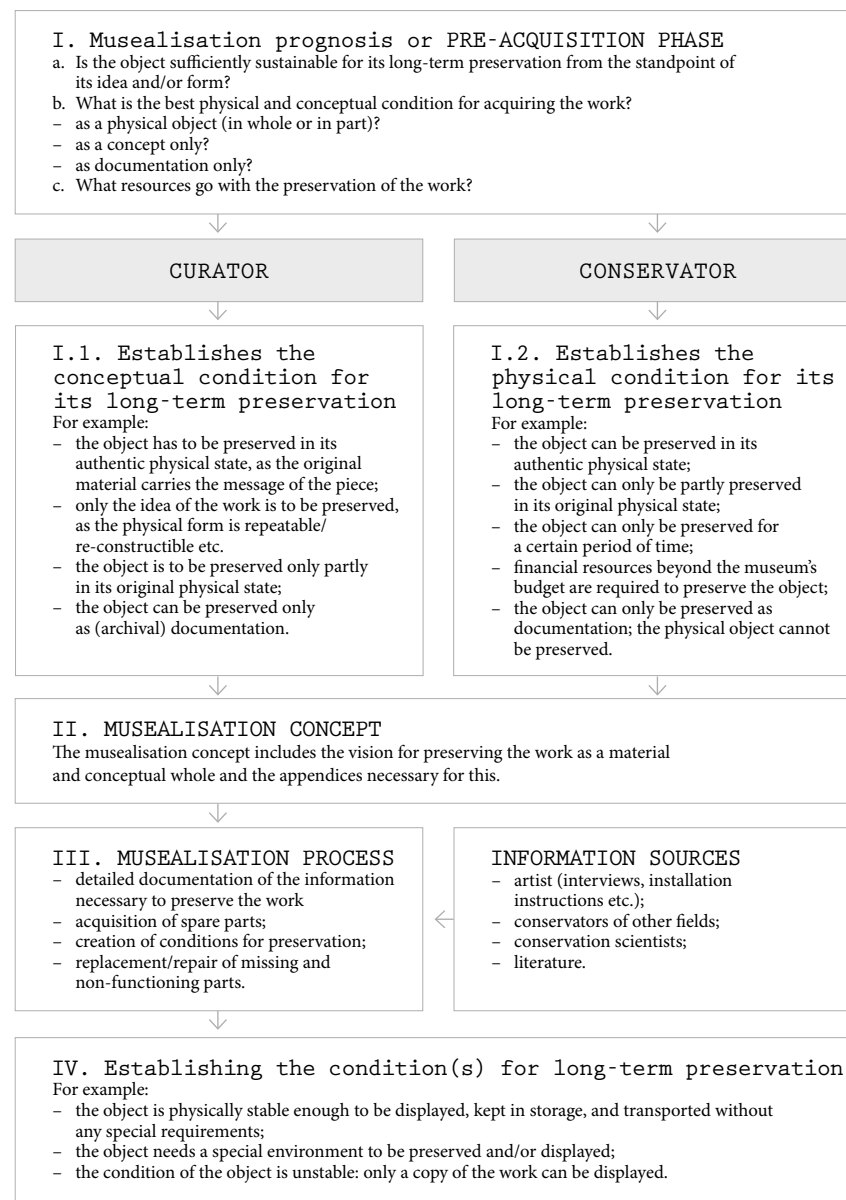 I. Musealisation prognosis or PRE-ACQUISITION PHASE
a. Is the object sufficiently sustainable for its long-term preservation from the standpoint of
its idea and/or form?
b. What is the best physical and conceptual condition for acquiring the work?
– as a physical object (in whole or in part)?
– as a concept only?
– as documentation only?
c. What resources go with the preservation of the work?
CURATOR
CONSERVATOR
I.1. Establishes the
conceptual condition for
its long-term preservation
For example:
– the object has to be preserved in its
authentic physical state, as the original
material carries the message of the piece;
– only the idea of the work is to be preserved,
as the physical form is repeatable/
re-constructible etc.
– the object is to be preserved only partly
in its original physical state;
– the object can be preserved only
as (archival) documentation.
I.2. Establishes the
physical condition for its
long-term preservation
For example:
– the object can be preserved in its
authentic physical state;
– the object can only be partly preserved
in its original physical state;
– the object can only be preserved for
a certain period of time;
– financial resources beyond the museum's
budget are required to preserve the object;
– the object can only be preserved as
documentation; the physical object cannot
be preserved.
II. MUSEALISATION CONCEPT
The musealisation concept includes the vision for preserving the work as a material
and conceptual whole and the appendices necessary for this.
III. MUSEALISATION PROCESS
– detailed documentation of the information
necessary to preserve the work
– acquisition of spare parts;
– creation of conditions for preservation;
– replacement/repair of missing and
non-functioning parts.
INFORMATION SOURCES
– artist (interviews, installation
instructions etc.);
– conservators of other fields;
– conservation scientists;
– literature.
IV. Establishing the condition(s) for long-term preservation
For example:
– the object is physically stable enough to be displayed, kept in storage, and transported without
any special requirements;
– the object needs a special environment to be preserved and/or displayed;
– the condition of the object is unstable: only a copy of the work can be displayed.